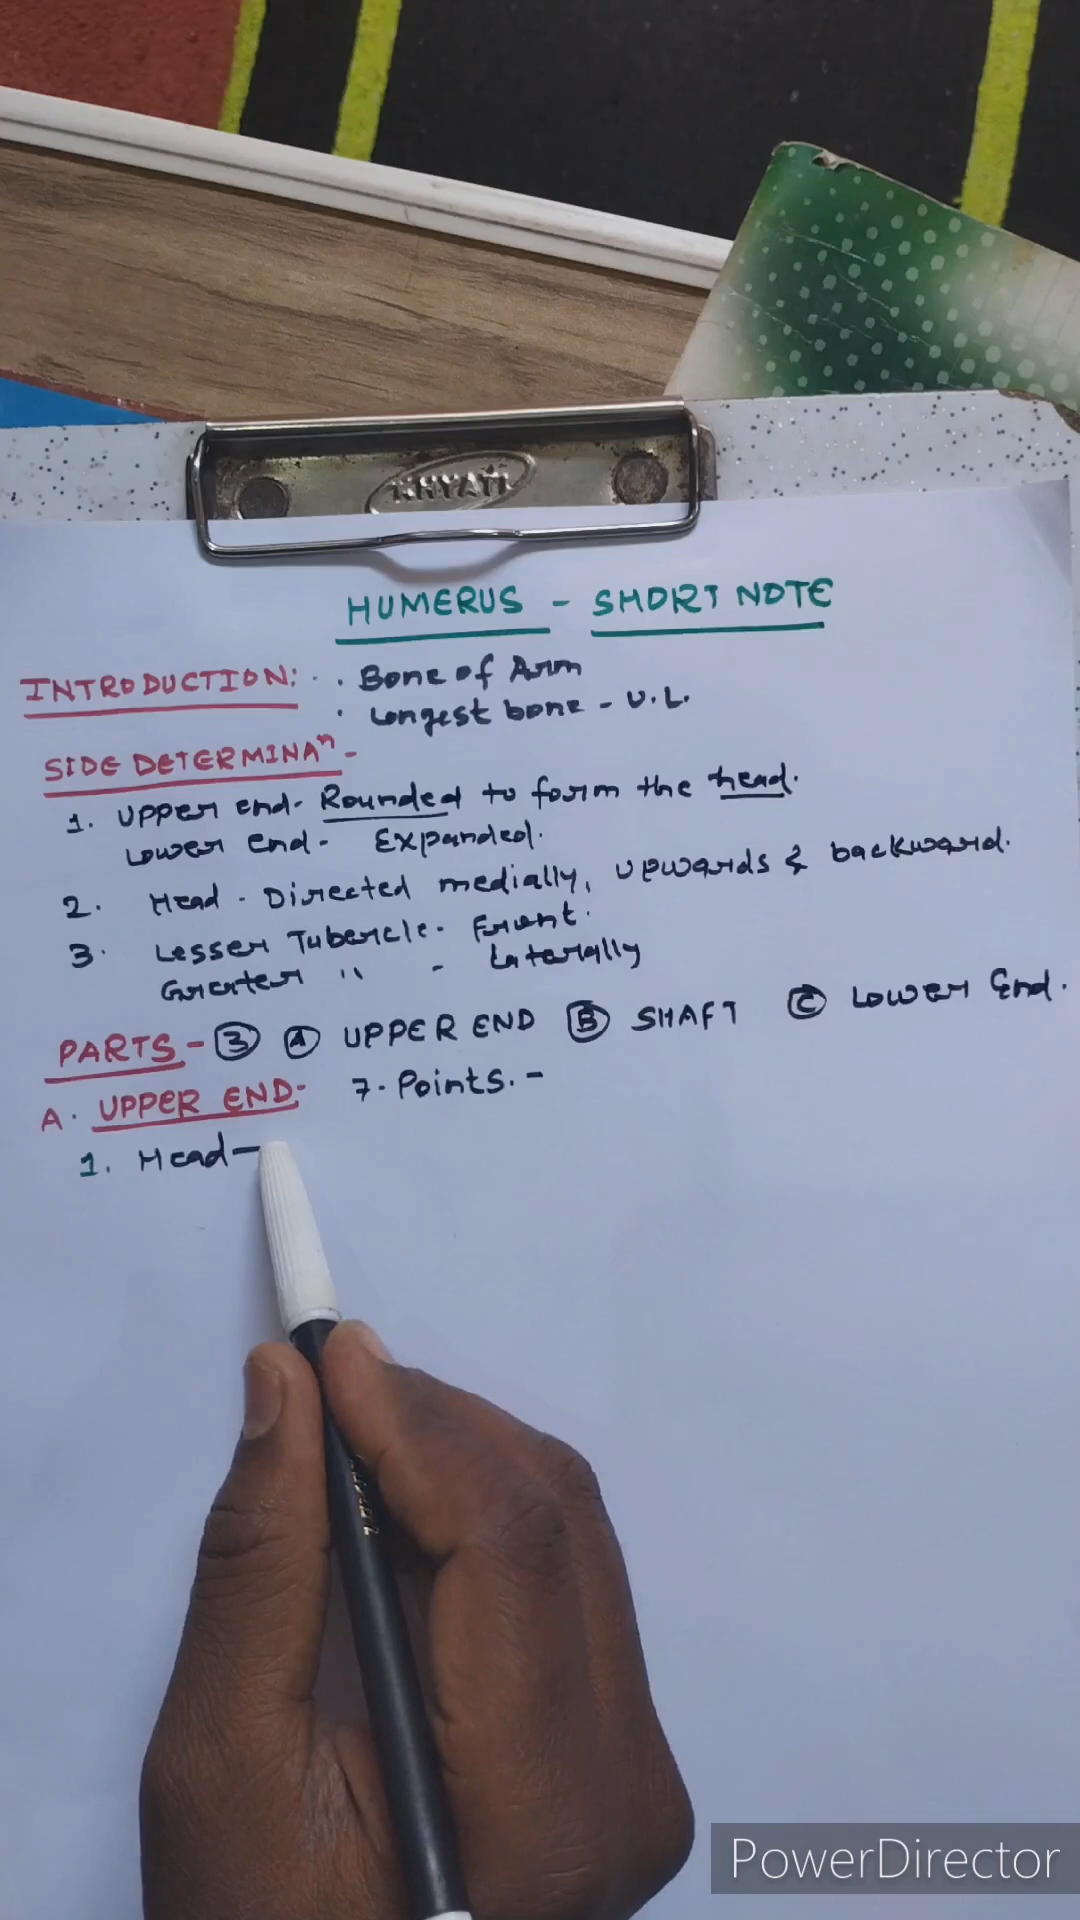 KHYATI
HUMERUS - SHORT NOTE
INTRODUCTION: . Bone of Arm
. Longest bone - U.L.
SIDE DETERMINAⁿ -
1. Upper end - Rounded to form the head.
Lower end - Expanded.
2. Head - Directed medially, upwards & backward.
3. Lesser Tubercle - Front.
Greater " - Laterally
PARTS - ③ Ⓐ UPPER END Ⓑ SHAFT Ⓒ Lower End.
A. UPPER END - 7. Points. -
1. Head -
PowerDirector